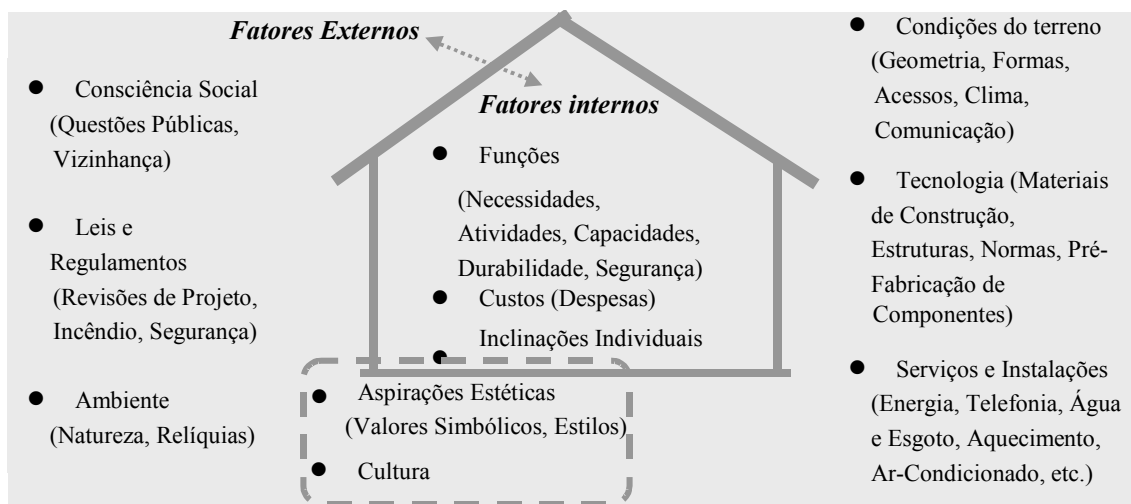 Fatores Externos
● Consciência Social
(Questões Públicas,
Vizinhança)
● Leis e
Regulamentos
(Revisões de Projeto,
Incêndio, Segurança)
● Ambiente
(Natureza, Relíquias)
Fatores internos
● Funções
(Necessidades,
Atividades, Capacidades,
Durabilidade, Segurança)
● Custos (Despesas)
● Inclinações Individuais
● Aspirações Estéticas
(Valores Simbólicos, Estilos)
● Cultura
● Condições do terreno
(Geometria, Formas,
Acessos, Clima,
Comunicação)
● Tecnologia (Materiais
de Construção,
Estruturas, Normas, Pré-
Fabricação de
Componentes)
● Serviços e Instalações
(Energia, Telefonia, Água
e Esgoto, Aquecimento,
Ar-Condicionado, etc.)